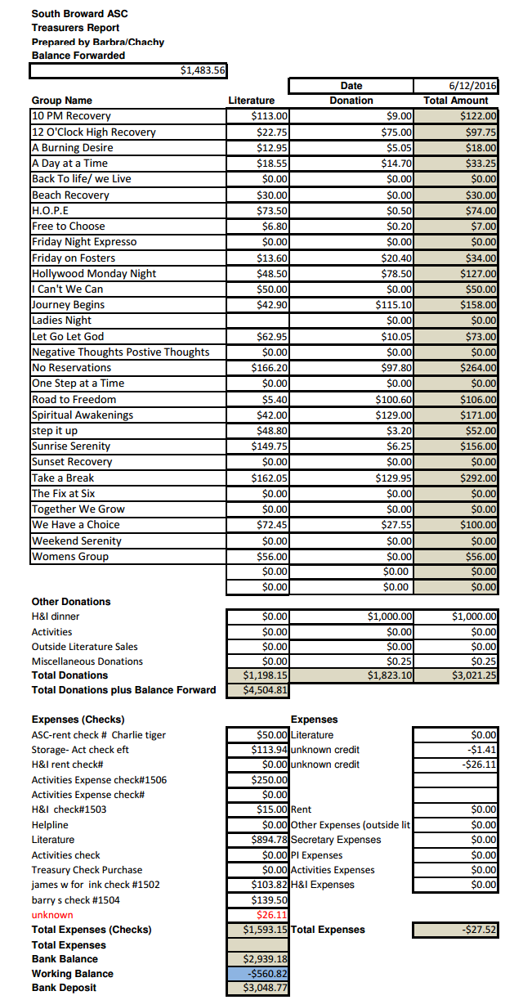 South Broward ASC
Treasurers Report
Prepared by Barbra/Chachy
Balance Forwarded
$1,483.56
Date 6/12/2016
Group Name Literature Donation Total Amount
10 PM Recovery $113.00 $9.00 $122.00
12 O'Clock High Recovery $22.75 $75.00 $97.75
A Burning Desire $12.95 $5.05 $18.00
A Day at a Time $18.55 $14.70 $33.25
Back To life/ we Live $0.00 $0.00 $0.00
Beach Recovery $30.00 $0.00 $30.00
H.O.P.E $73.50 $0.50 $74.00
Free to Choose $6.80 $0.20 $7.00
Friday Night Expresso $0.00 $0.00 $0.00
Friday on Fosters $13.60 $20.40 $34.00
Hollywood Monday Night $48.50 $78.50 $127.00
I Can't We Can $50.00 $0.00 $50.00
Journey Begins $42.90 $115.10 $158.00
Ladies Night $0.00 $0.00
Let Go Let God $62.95 $10.05 $73.00
Negative Thoughts Postive Thoughts $0.00 $0.00 $0.00
No Reservations $166.20 $97.80 $264.00
One Step at a Time $0.00 $0.00 $0.00
Road to Freedom $5.40 $100.60 $106.00
Spiritual Awakenings $42.00 $129.00 $171.00
step it up $48.80 $3.20 $52.00
Sunrise Serenity $149.75 $6.25 $156.00
Sunset Recovery $0.00 $0.00 $0.00
Take a Break $162.05 $129.95 $292.00
The Fix at Six $0.00 $0.00 $0.00
Together We Grow $0.00 $0.00 $0.00
We Have a Choice $72.45 $27.55 $100.00
Weekend Serenity $0.00 $0.00 $0.00
Womens Group $56.00 $0.00 $56.00
$0.00 $0.00 $0.00
$0.00 $0.00 $0.00
Other Donations
H&I dinner $0.00 $1,000.00 $1,000.00
Activities $0.00 $0.00 $0.00
Outside Literature Sales $0.00 $0.00 $0.00
Miscellaneous Donations $0.00 $0.25 $0.25
Total Donations $1,198.15 $1,823.10 $3,021.25
Total Donations plus Balance Forward $4,504.81
Expenses (Checks) Expenses
ASC-rent check # Charlie tiger $50.00 Literature $0.00
Storage- Act check eft $113.94 unknown credit -$1.41
H&I rent check# $0.00 unknown credit -$26.11
Activities Expense check#1506 $250.00
Activities Expense check# $0.00
H&I check#1503 $15.00 Rent $0.00
Helpline $0.00 Other Expenses (outside lit $0.00
Literature $894.78 Secretary Expenses $0.00
Activities check $0.00 PI Expenses $0.00
Treasury Check Purchase $0.00 Activities Expenses $0.00
james w for ink check #1502 $103.82 H&I Expenses $0.00
barry s check #1504 $139.50
unknown $26.11
Total Expenses (Checks) $1,593.15 Total Expenses -$27.52
Total Expenses
Bank Balance $2,939.18
Working Balance -$560.82
Bank Deposit $3,048.77